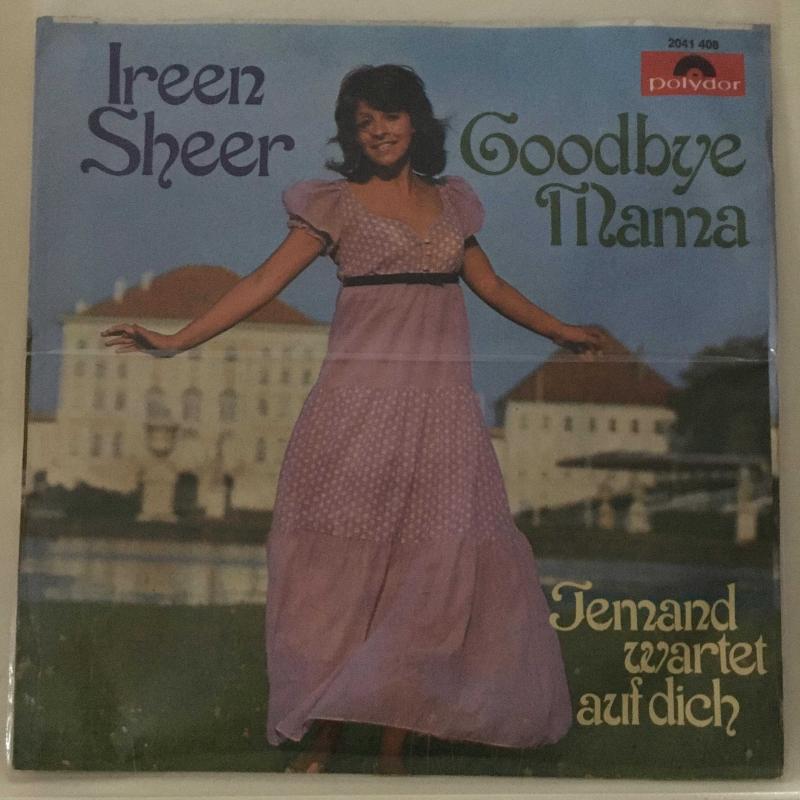 Ireen
Sheer
2041 408
polydor
Goodbye
Mama
Jemand
wartet
auf dich